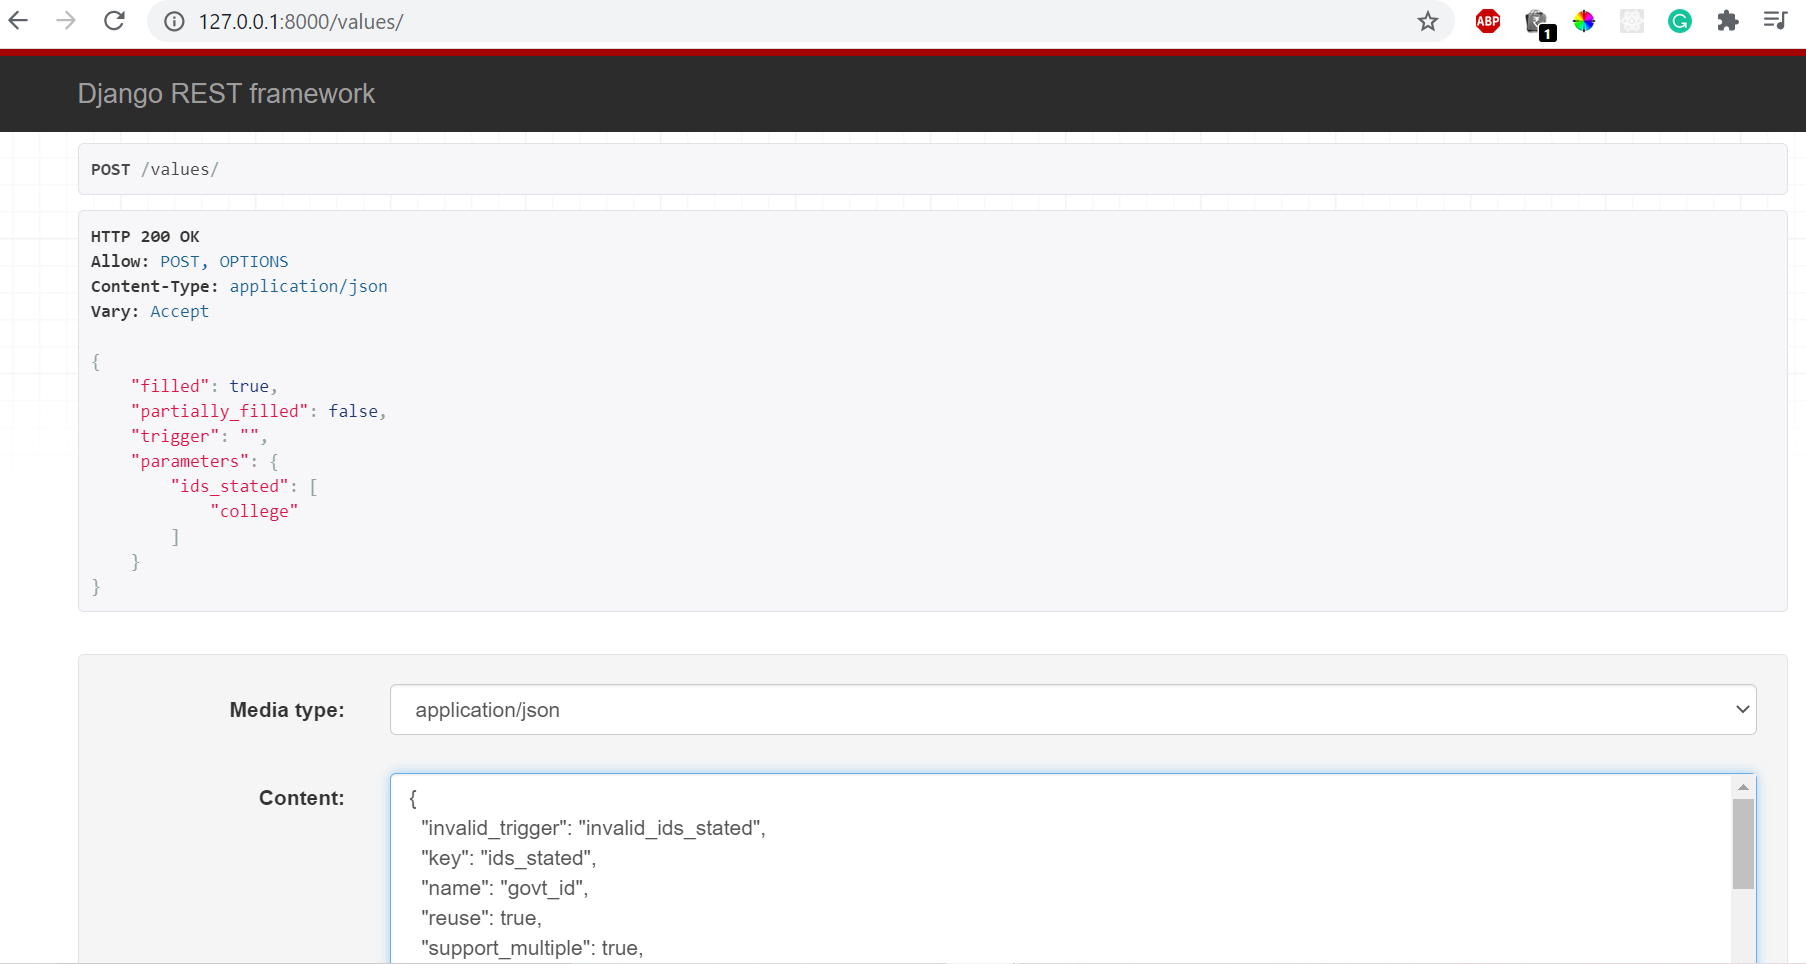 127.0.0.1:8000/values/
ABP
1
G
Django REST framework
POST /values/
HTTP 200 OK
Allow: POST, OPTIONS
Content-Type: application/json
Vary: Accept
{
    "filled": true,
    "partially_filled": false,
    "trigger": "",
    "parameters": {
        "ids_stated": [
            "college"
        ]
    }
}
Media type:
application/json
Content:
{
  "invalid_trigger": "invalid_ids_stated",
  "key": "ids_stated",
  "name": "govt_id",
  "reuse": true,
  "support_multiple": true,